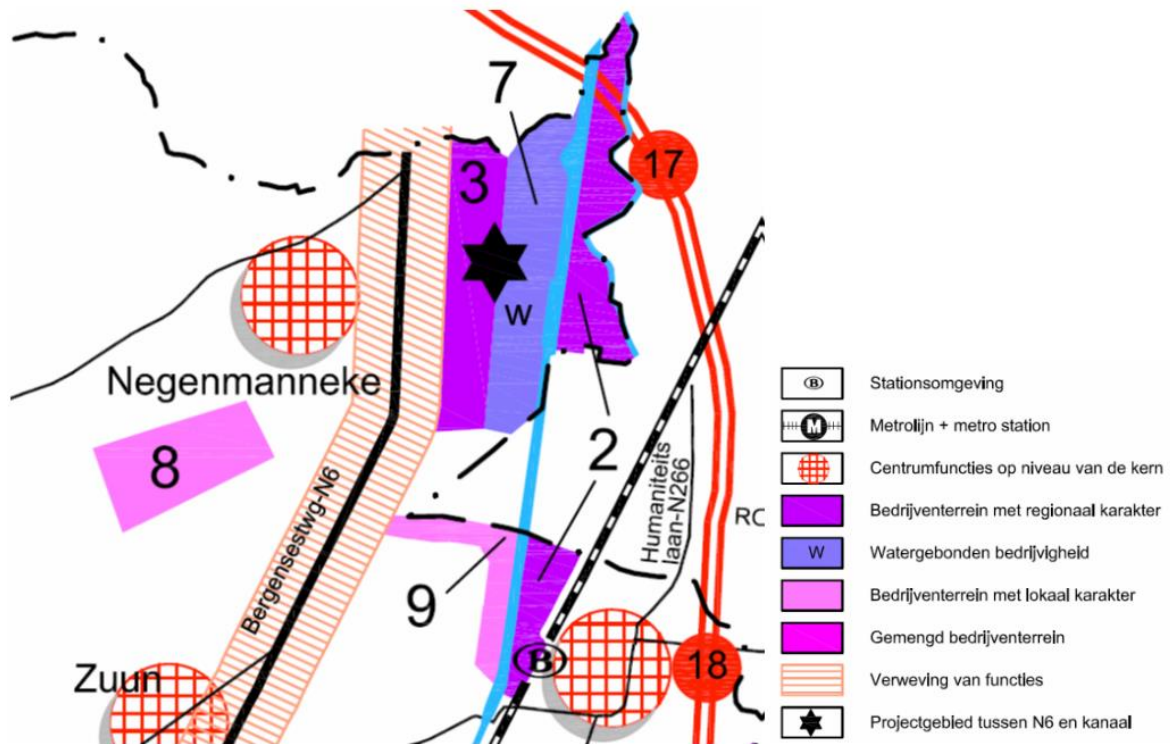 7
17
3
W
Negenmanneke
8
2
Bergensestwg-N6
Humaniteits
laan-N266
RO
9
B
18
Zuun
B Stationsomgeving
M Metrolijn + metro station
Centrumfuncties op niveau van de kern
Bedrijventerrein met regionaal karakter
W Watergebonden bedrijvigheid
Bedrijventerrein met lokaal karakter
Gemengd bedrijventerrein
Verweving van functies
Projectgebied tussen N6 en kanaal